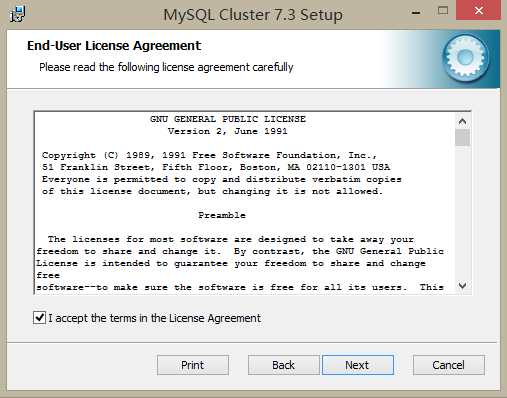 MySQL Cluster 7.3 Setup
End-User License Agreement
Please read the following license agreement carefully
GNU GENERAL PUBLIC LICENSE
Version 2, June 1991
Copyright (C) 1989, 1991 Free Software Foundation, Inc.,
51 Franklin Street, Fifth Floor, Boston, MA 02110-1301 USA
Everyone is permitted to copy and distribute verbatim copies
of this license document, but changing it is not allowed.
Preamble
The licenses for most software are designed to take away your
freedom to share and change it.  By contrast, the GNU General Public
License is intended to guarantee your freedom to share and change
free
software--to make sure the software is free for all its users.  This
I accept the terms in the License Agreement
Print Back Next Cancel